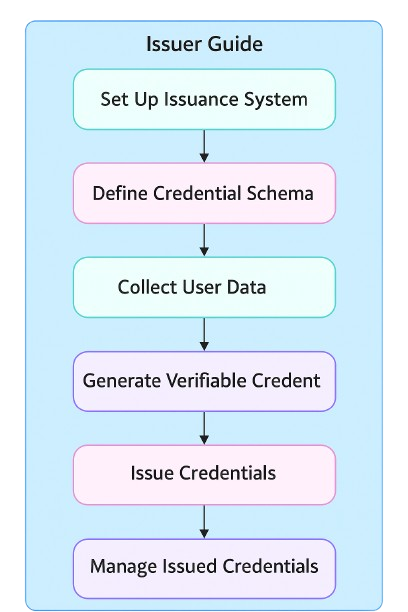 Issuer Guide
Set Up Issuance System
Define Credential Schema
Collect User Data
Generate Verifiable Credent
Issue Credentials
Manage Issued Credentials